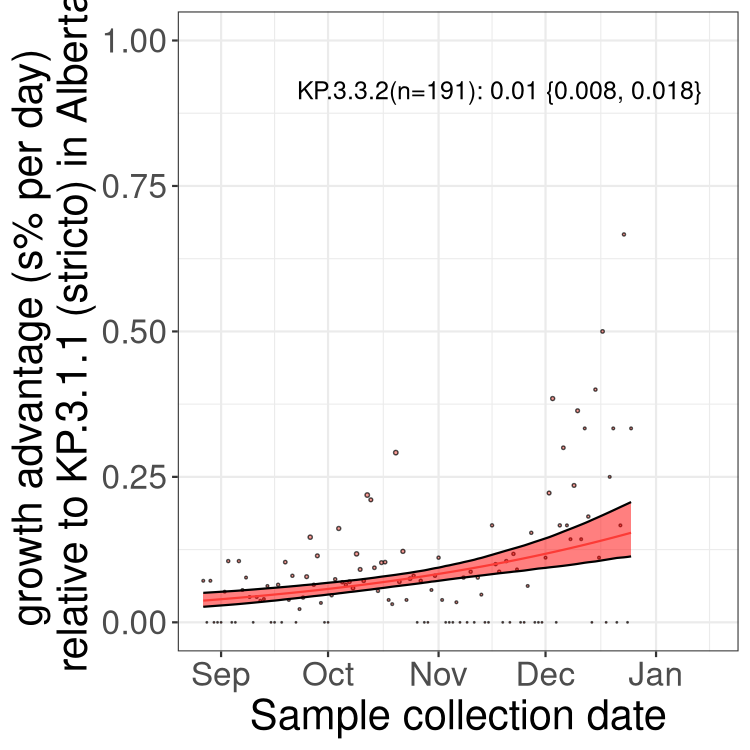 growth advantage (s% per day)
relative to KP.3.1.1 (stricto) in Alberta
1.00
0.75
0.50
0.25
0.00
KP.3.3.2(n=191): 0.01 {0.008, 0.018}
Sep Oct Nov Dec Jan
Sample collection date